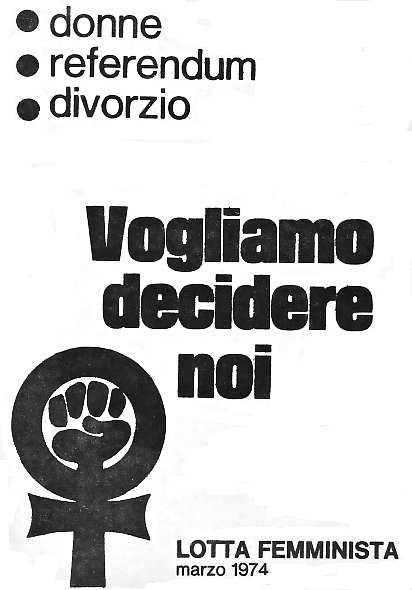 ● donne
● referendum
● divorzio
Vogliamo
decidere
noi
LOTTA FEMMINISTA
marzo 1974